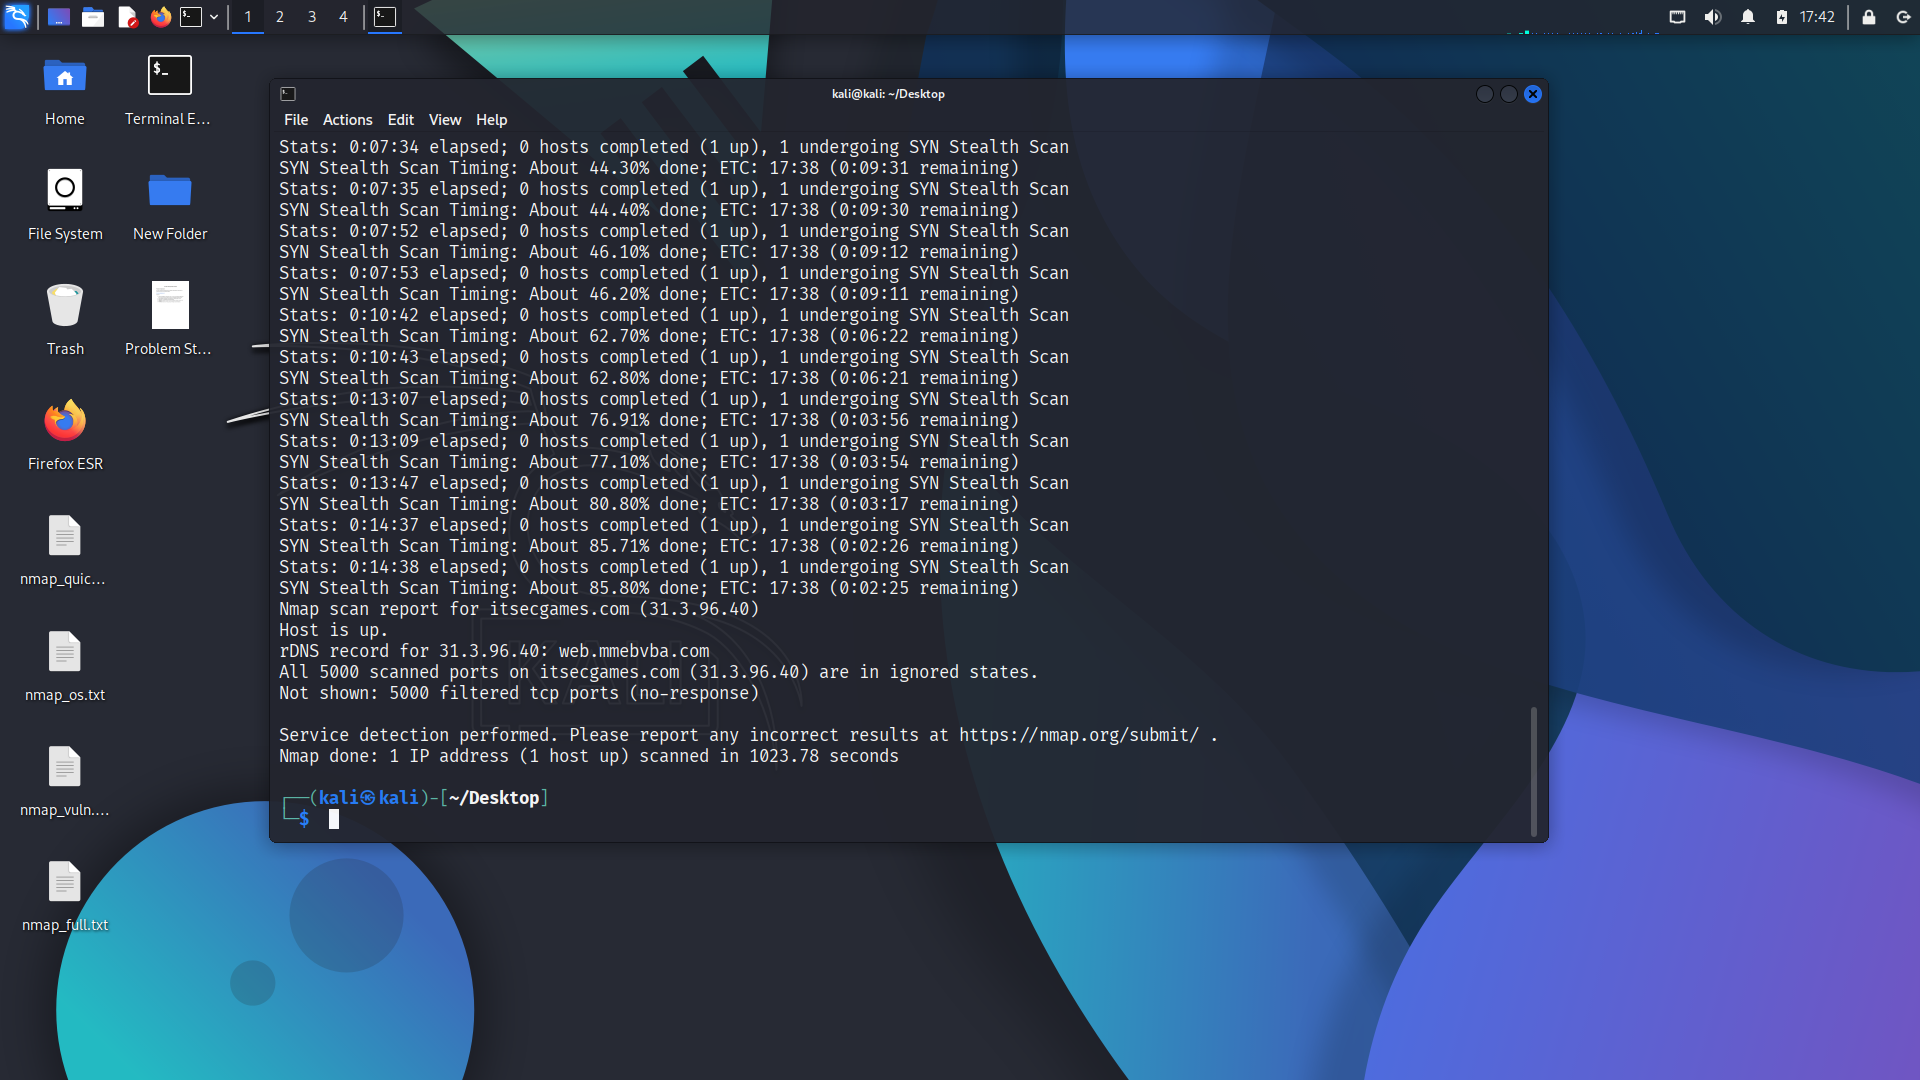 1 2 3 4
17:42
Home
Terminal E...
File System
New Folder
Trash
Problem St...
Firefox ESR
nmap_quic...
nmap_os.txt
nmap_vuln....
nmap_full.txt
kali@kali: ~/Desktop
File Actions Edit View Help
Stats: 0:07:34 elapsed; 0 hosts completed (1 up), 1 undergoing SYN Stealth Scan
SYN Stealth Scan Timing: About 44.30% done; ETC: 17:38 (0:09:31 remaining)
Stats: 0:07:35 elapsed; 0 hosts completed (1 up), 1 undergoing SYN Stealth Scan
SYN Stealth Scan Timing: About 44.40% done; ETC: 17:38 (0:09:30 remaining)
Stats: 0:07:52 elapsed; 0 hosts completed (1 up), 1 undergoing SYN Stealth Scan
SYN Stealth Scan Timing: About 46.10% done; ETC: 17:38 (0:09:12 remaining)
Stats: 0:07:53 elapsed; 0 hosts completed (1 up), 1 undergoing SYN Stealth Scan
SYN Stealth Scan Timing: About 46.20% done; ETC: 17:38 (0:09:11 remaining)
Stats: 0:10:42 elapsed; 0 hosts completed (1 up), 1 undergoing SYN Stealth Scan
SYN Stealth Scan Timing: About 62.70% done; ETC: 17:38 (0:06:22 remaining)
Stats: 0:10:43 elapsed; 0 hosts completed (1 up), 1 undergoing SYN Stealth Scan
SYN Stealth Scan Timing: About 62.80% done; ETC: 17:38 (0:06:21 remaining)
Stats: 0:13:07 elapsed; 0 hosts completed (1 up), 1 undergoing SYN Stealth Scan
SYN Stealth Scan Timing: About 76.91% done; ETC: 17:38 (0:03:56 remaining)
Stats: 0:13:09 elapsed; 0 hosts completed (1 up), 1 undergoing SYN Stealth Scan
SYN Stealth Scan Timing: About 77.10% done; ETC: 17:38 (0:03:54 remaining)
Stats: 0:13:47 elapsed; 0 hosts completed (1 up), 1 undergoing SYN Stealth Scan
SYN Stealth Scan Timing: About 80.80% done; ETC: 17:38 (0:03:17 remaining)
Stats: 0:14:37 elapsed; 0 hosts completed (1 up), 1 undergoing SYN Stealth Scan
SYN Stealth Scan Timing: About 85.71% done; ETC: 17:38 (0:02:26 remaining)
Stats: 0:14:38 elapsed; 0 hosts completed (1 up), 1 undergoing SYN Stealth Scan
SYN Stealth Scan Timing: About 85.80% done; ETC: 17:38 (0:02:25 remaining)
Nmap scan report for itsecgames.com (31.3.96.40)
Host is up.
rDNS record for 31.3.96.40: web.mmebvba.com
All 5000 scanned ports on itsecgames.com (31.3.96.40) are in ignored states.
Not shown: 5000 filtered tcp ports (no-response)
Service detection performed. Please report any incorrect results at https://nmap.org/submit/ .
Nmap done: 1 IP address (1 host up) scanned in 1023.78 seconds
┌──(kali㉿kali)-[~/Desktop]
└─$
KALI